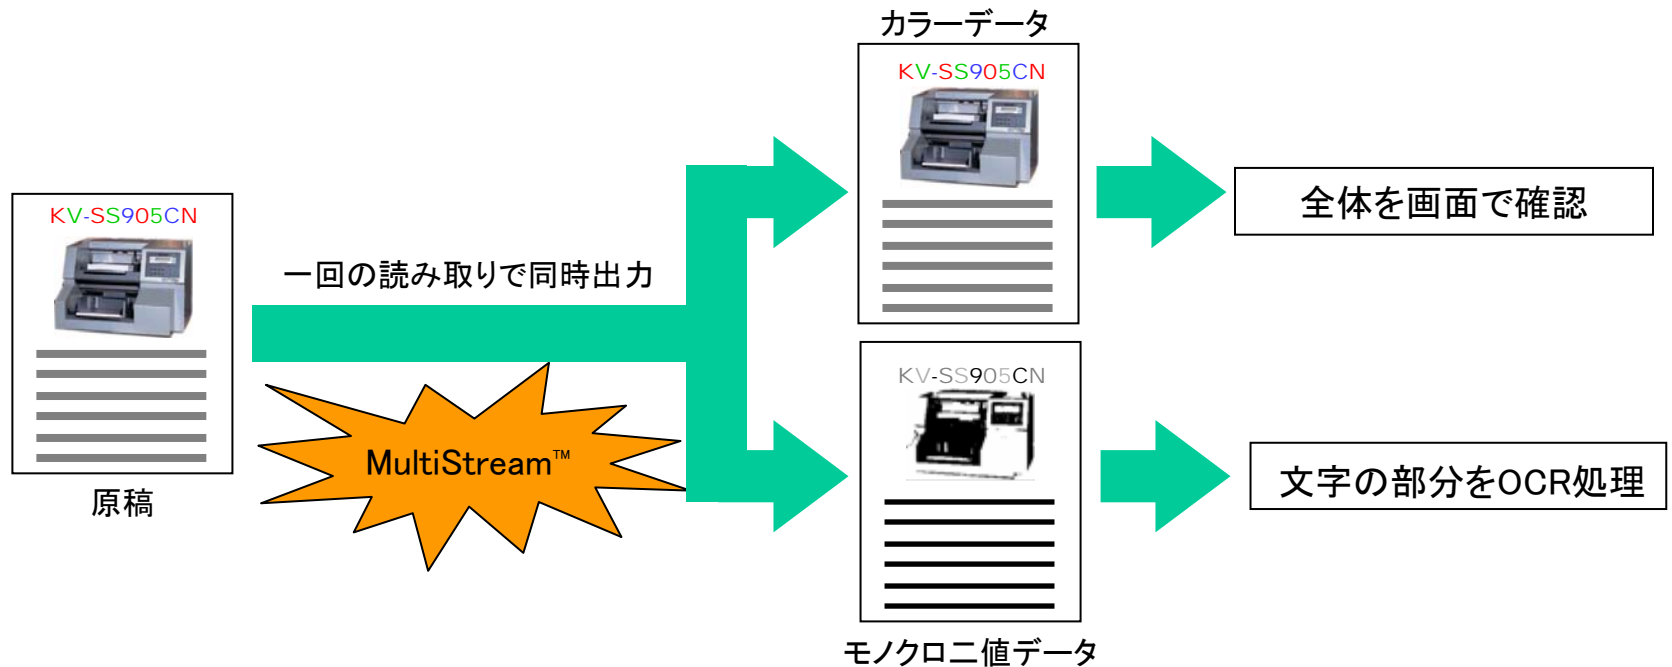 KV-SS905CN
原稿
一回の読み取りで同時出力
MultiStream™
カラーデータ
KV-SS905CN
全体を画面で確認
KV-SS905CN
モノクロ二値データ
文字の部分をOCR処理